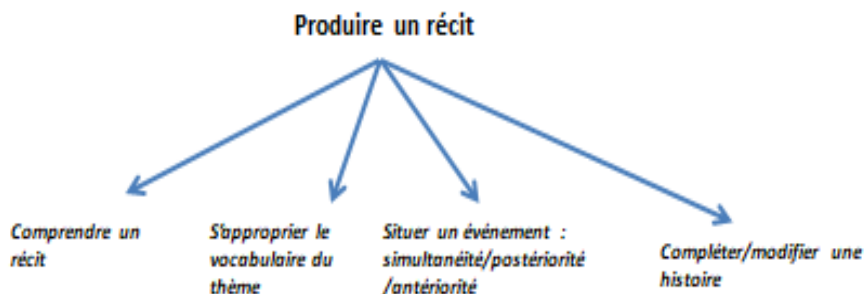 Produire un récit
Comprendre un
récit
S'approprier le
vocabulaire du
thème
Situer un événement :
simultanéité/postériorité
/antériorité
Compléter/modifier une
histoire